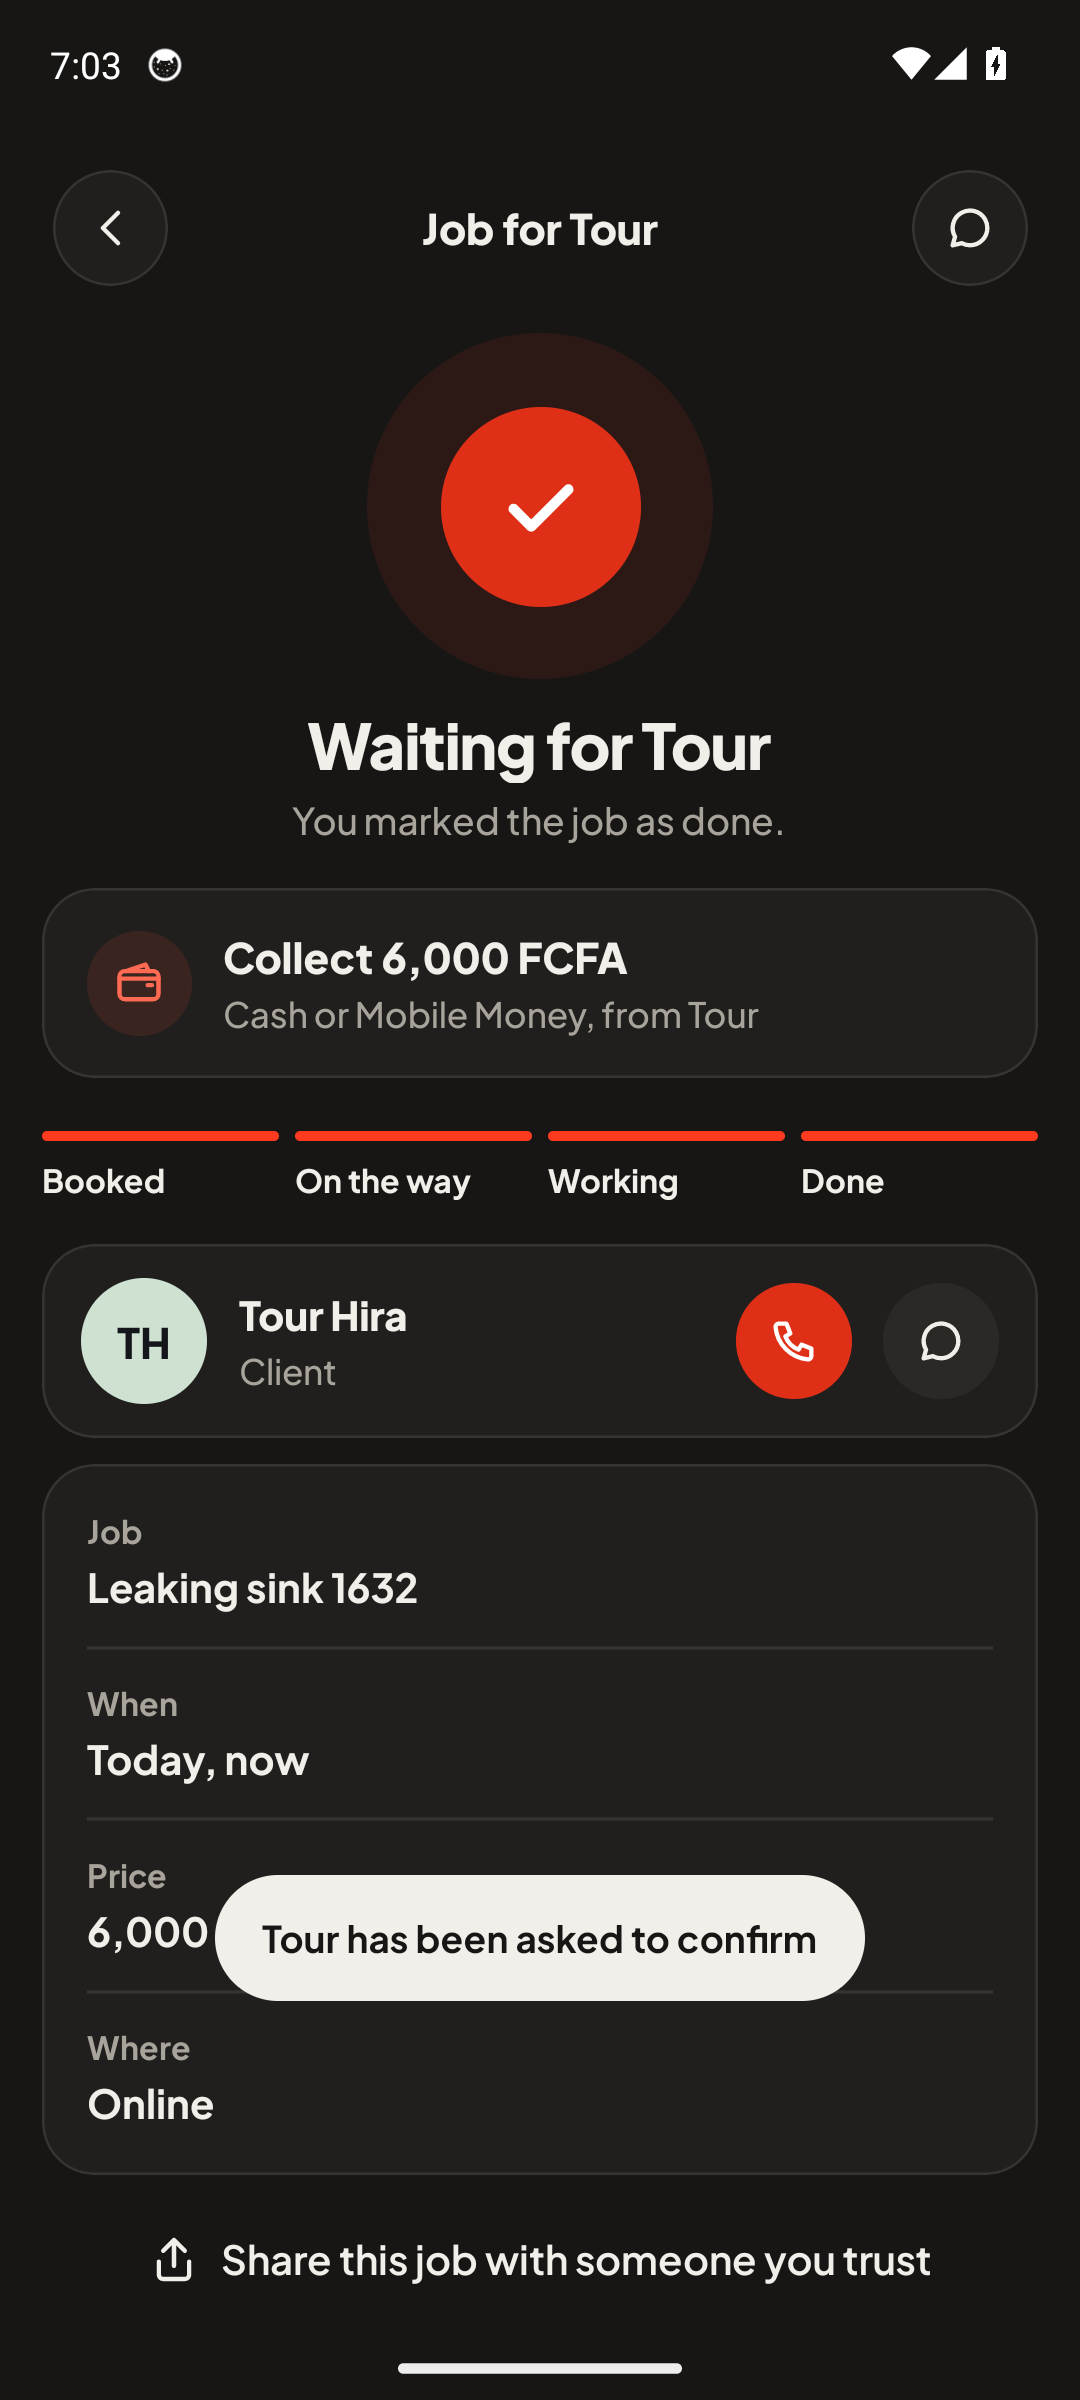 7:03
Job for Tour
Waiting for Tour
You marked the job as done.
Collect 6,000 FCFA
Cash or Mobile Money, from Tour
Booked
On the way
Working
Done
TH
Tour Hira
Client
Job
Leaking sink 1632
When
Today, now
Price
6,000
Tour has been asked to confirm
Where
Online
Share this job with someone you trust